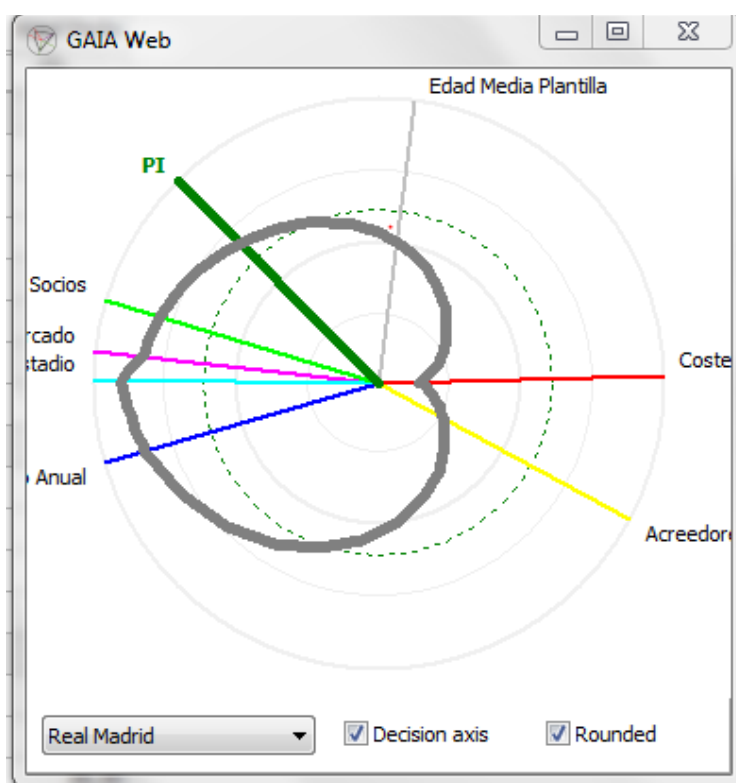 GAIA Web
Edad Media Plantilla
PI
Socios
rcado
Coste
stadio
Anual
Acreedor
Real Madrid
Decision axis
Rounded